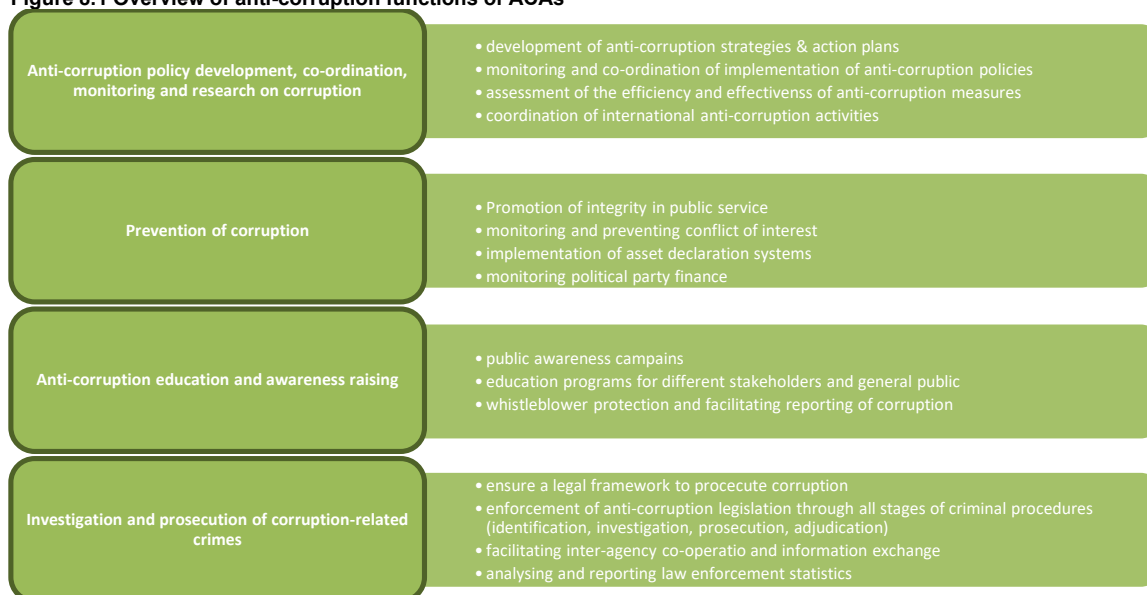 Figure 8.1 Overview of anti-corruption functions of ACAs
Anti-corruption policy development, co-ordination,
monitoring and research on corruption
• development of anti-corruption strategies & action plans
• monitoring and co-ordination of implementation of anti-corruption policies
• assessment of the efficiency and effectivenss of anti-corruption measures
• coordination of international anti-corruption activities
Prevention of corruption
• Promotion of integrity in public service
• monitoring and preventing conflict of interest
• implementation of asset declaration systems
• monitoring political party finance
Anti-corruption education and awareness raising
• public awareness campains
• education programs for different stakeholders and general public
• whistleblower protection and facilitating reporting of corruption
Investigation and prosecution of corruption-related
crimes
• ensure a legal framework to procecute corruption
• enforcement of anti-corruption legislation through all stages of criminal procedures
(identification, investigation, prosecution, adjudication)
• facilitating inter-agency co-operatio and information exchange
• analysing and reporting law enforcement statistics